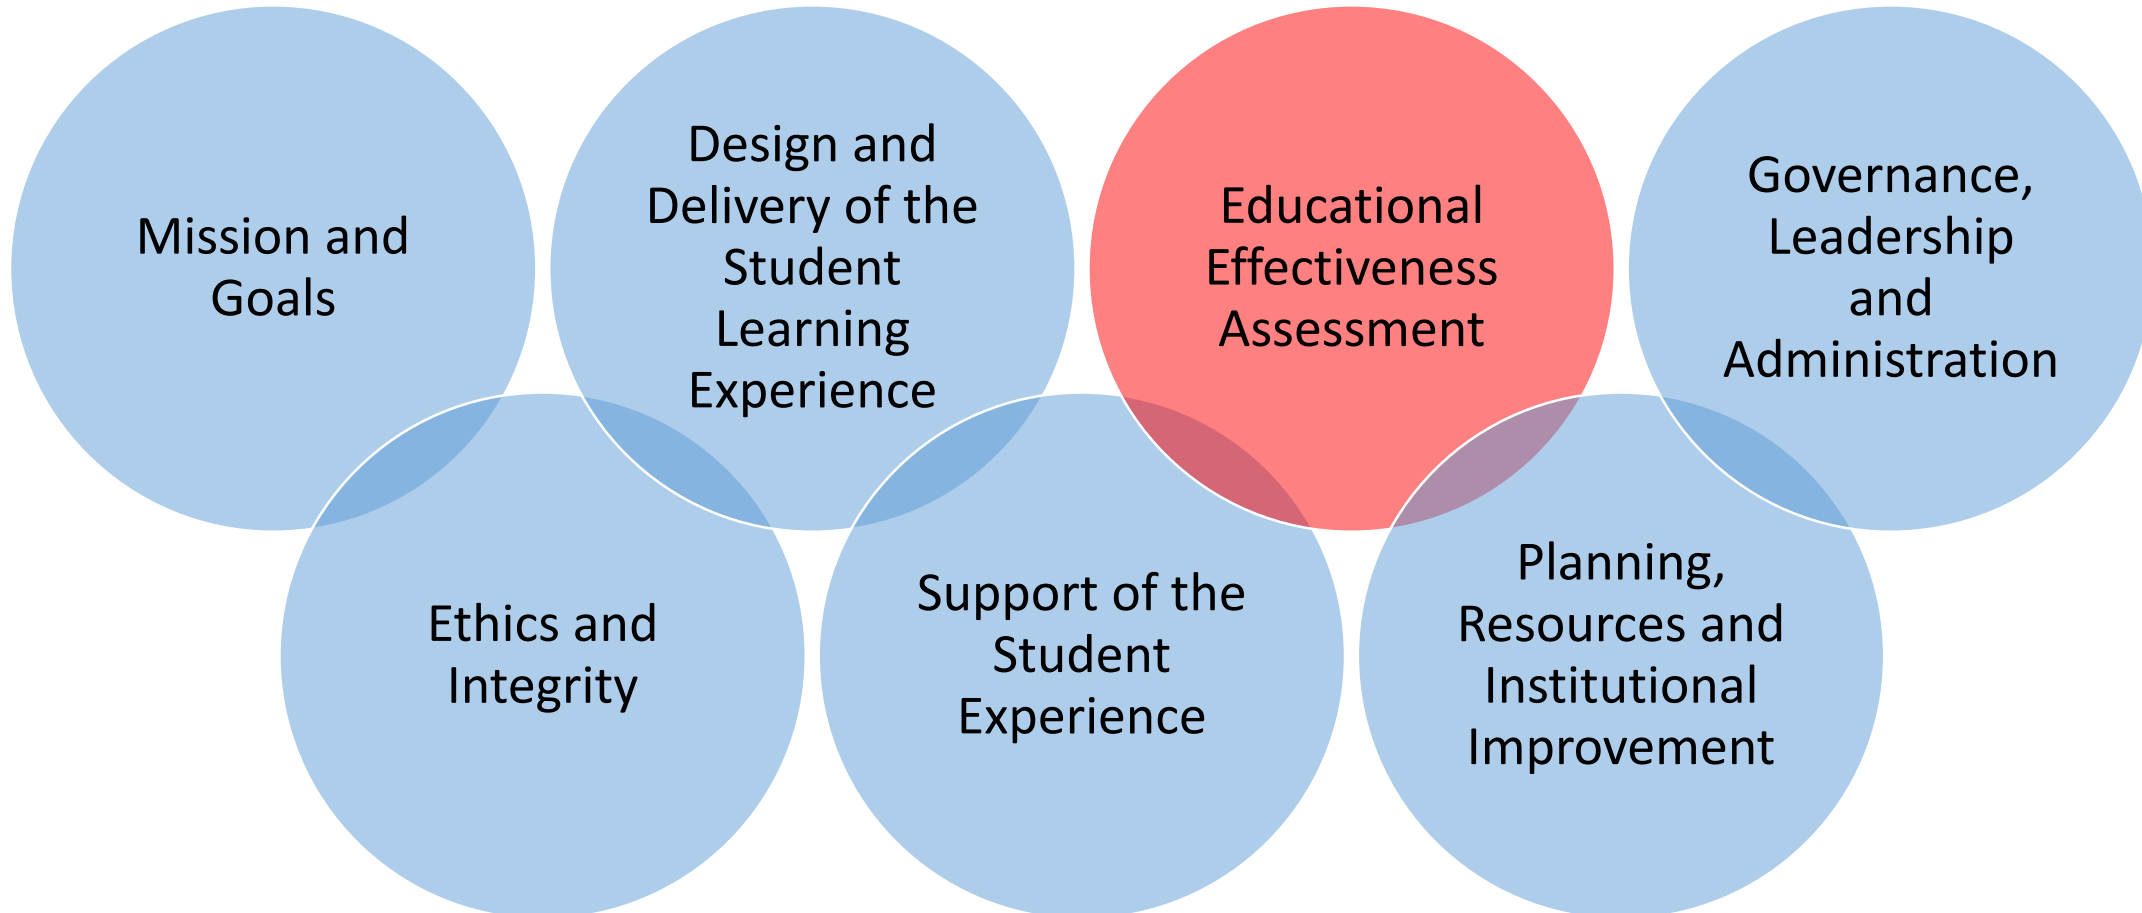 Mission and
Goals
Ethics and
Integrity
Design and
Delivery of the
Student
Learning
Experience
Support of the
Student
Experience
Educational
Effectiveness
Assessment
Planning,
Resources and
Institutional
Improvement
Governance,
Leadership
and
Administration